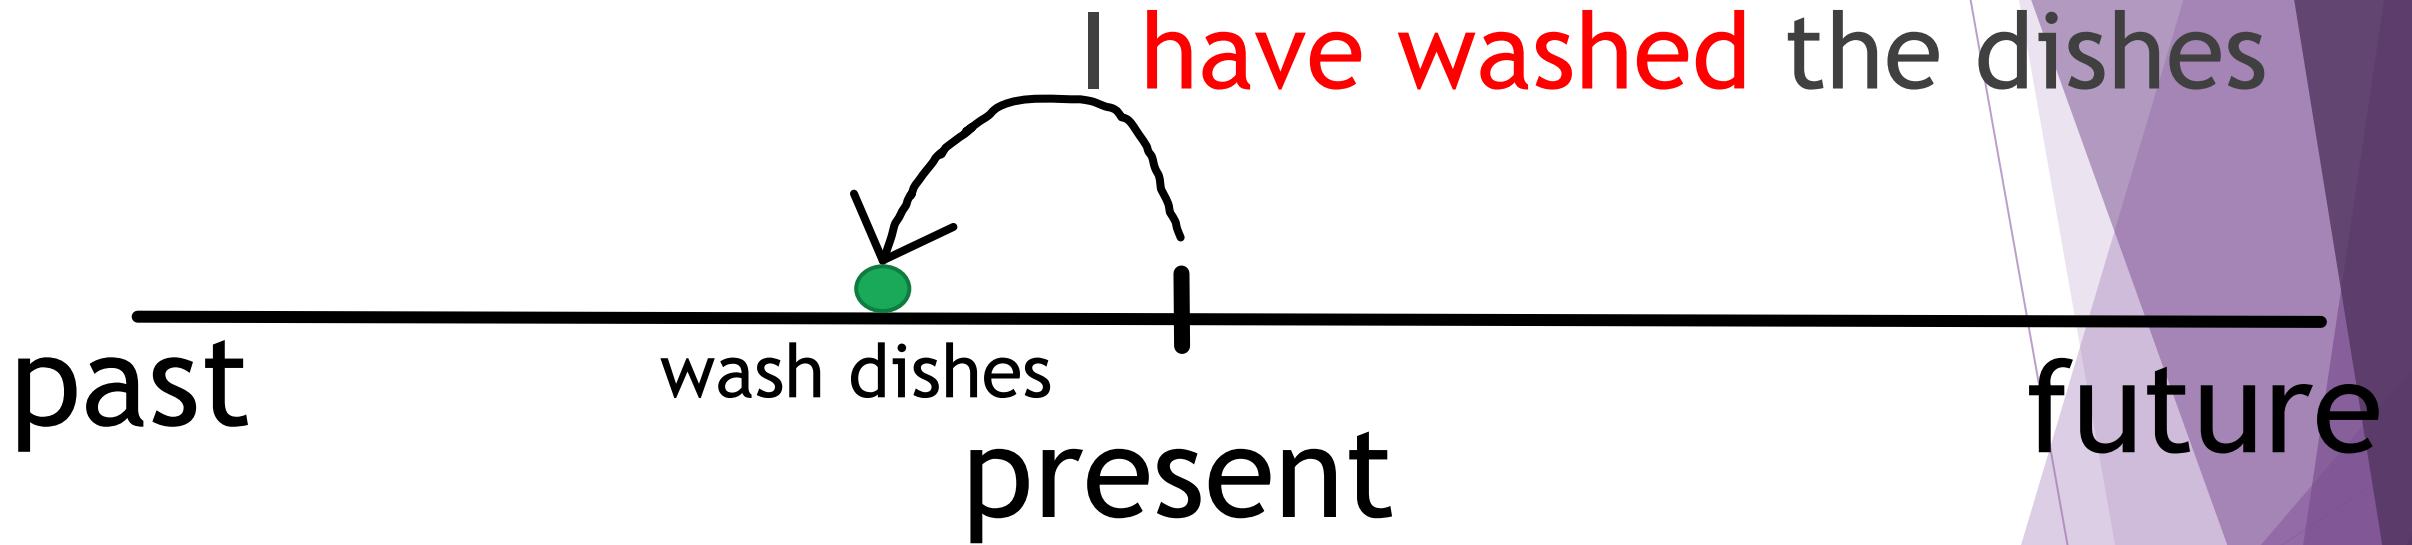 I have washed the dishes
past
wash dishes
future
present